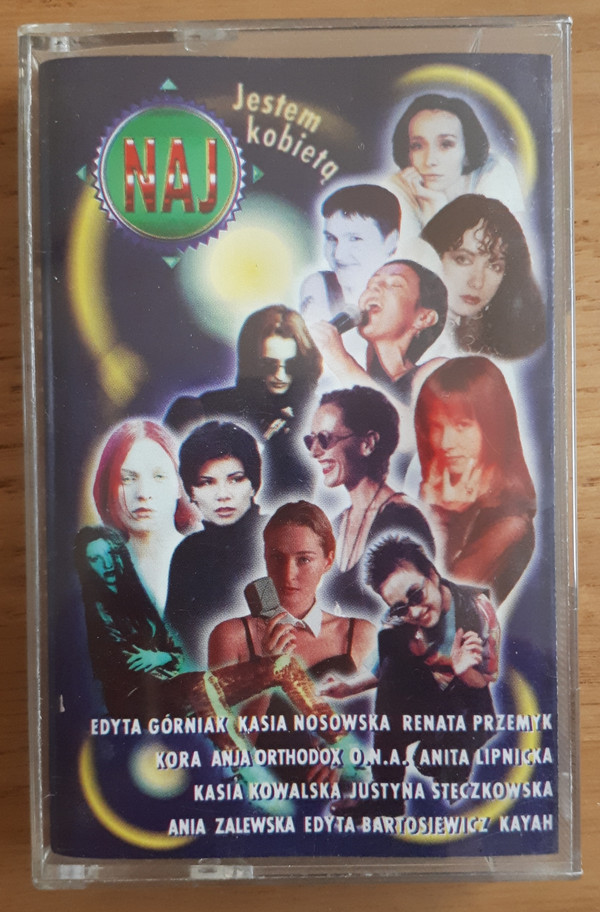 NAJ
Jestem
kobietą
EDYTA GÓRNIAK KASIA NOSOWSKA RENATA PRZEMYK
KORA ANJA ORTHODOX O.N.A. ANITA LIPNICKA
KASIA KOWALSKA JUSTYNA STECZKOWSKA
ANIA ZALEWSKA EDYTA BARTOSIEWICZ KAYAH